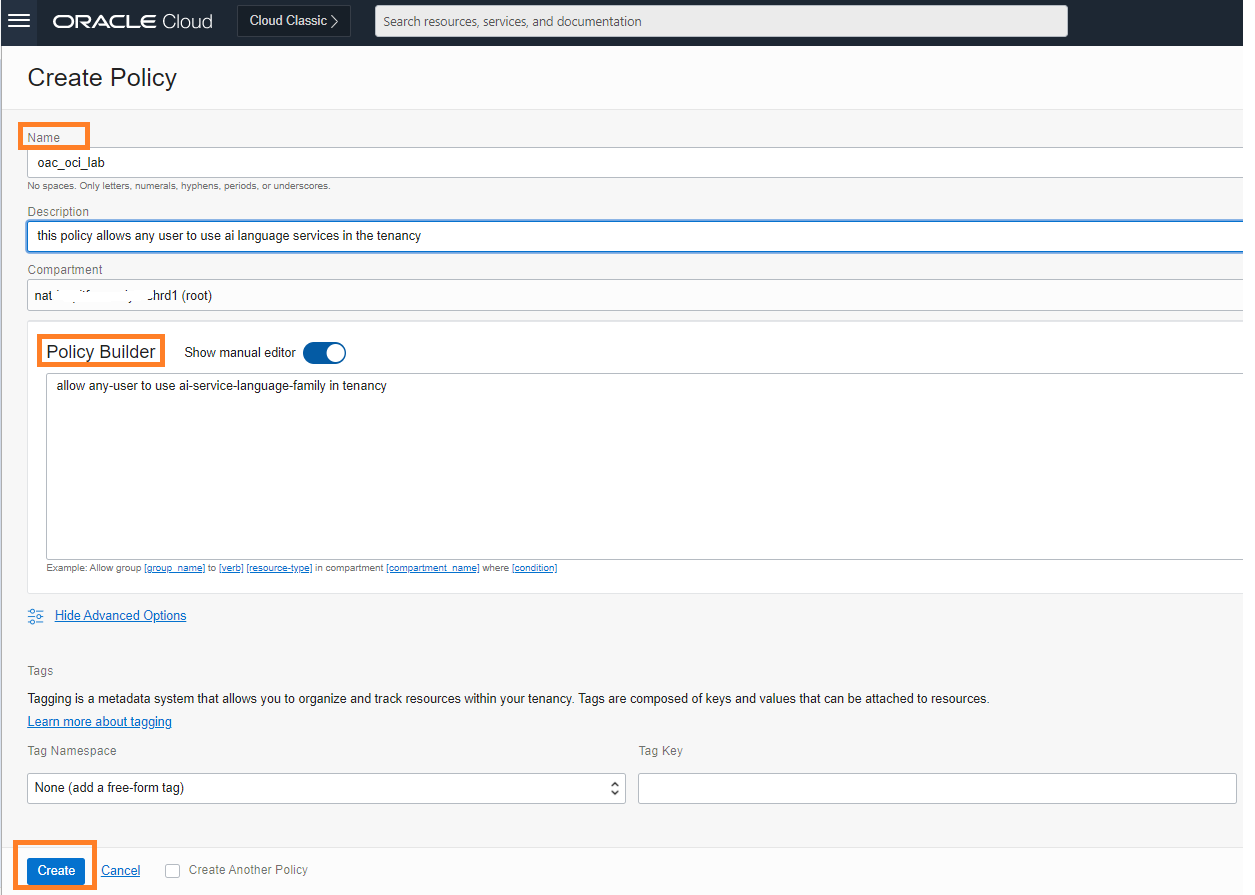 ORACLE Cloud
Cloud Classic
Search resources, services, and documentation
Create Policy
Name
oac_oci_lab
No spaces. Only letters, numerals, hyphens, periods, or underscores.
Description
this policy allows any user to use ai language services in the tenancy
Compartment
nat chrd1 (root)
Policy Builder Show manual editor
allow any-user to use ai-service-language-family in tenancy
Example: Allow group [group_name] to [verb] [resource-type] in compartment [compartment_name] where [condition]
Hide Advanced Options
Tags
Tagging is a metadata system that allows you to organize and track resources within your tenancy. Tags are composed of keys and values that can be attached to resources.
Learn more about tagging
Tag Namespace Tag Key
None (add a free-form tag)
Create Cancel Create Another Policy